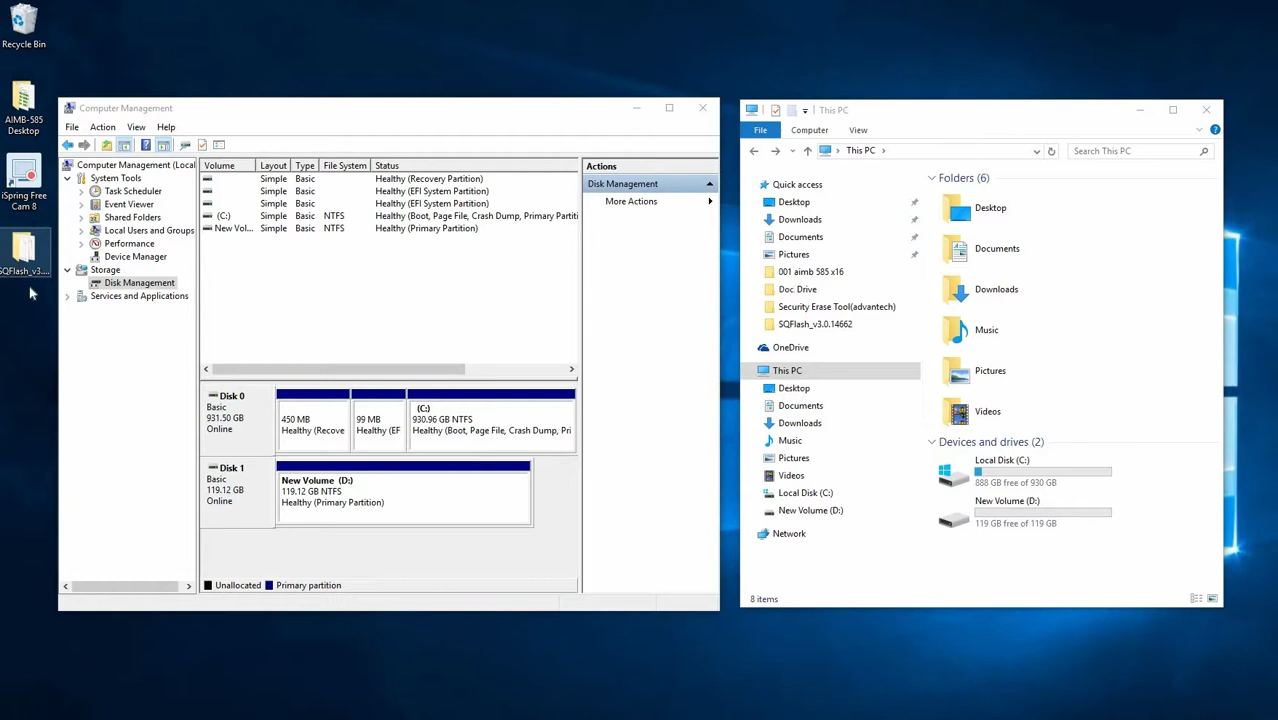 Recycle Bin
AIMB-585
Desktop
iSpring Free
Cam 8
SQFlash_v3....
Computer Management
File Action View Help
Computer Management (Local
System Tools
Task Scheduler
Event Viewer
Shared Folders
Local Users and Groups
Performance
Device Manager
Storage
Disk Management
Services and Applications
Volume Layout Type File System Status
Simple Basic Healthy (Recovery Partition)
Simple Basic Healthy (EFI System Partition)
Simple Basic Healthy (EFI System Partition)
(C:) Simple Basic NTFS Healthy (Boot, Page File, Crash Dump, Primary Partiti
New Vol... Simple Basic NTFS Healthy (Primary Partition)
Disk 0
Basic
931.50 GB
Online
450 MB
Healthy (Recove
99 MB
Healthy (EF
(C:)
930.96 GB NTFS
Healthy (Boot, Page File, Crash Dump, Pri
Disk 1
Basic
119.12 GB
Online
New Volume (D:)
119.12 GB NTFS
Healthy (Primary Partition)
Unallocated Primary partition
Actions
Disk Management
More Actions
This PC
File Computer View
This PC
Search This PC
Quick access
Desktop
Downloads
Documents
Pictures
001 aimb 585 x16
Doc. Drive
Security Erase Tool(advantech)
SQFlash_v3.0.14662
OneDrive
This PC
Desktop
Documents
Downloads
Music
Pictures
Videos
Local Disk (C:)
New Volume (D:)
Network
Folders (6)
Desktop
Documents
Downloads
Music
Pictures
Videos
Devices and drives (2)
Local Disk (C:)
888 GB free of 930 GB
New Volume (D:)
119 GB free of 119 GB
8 items